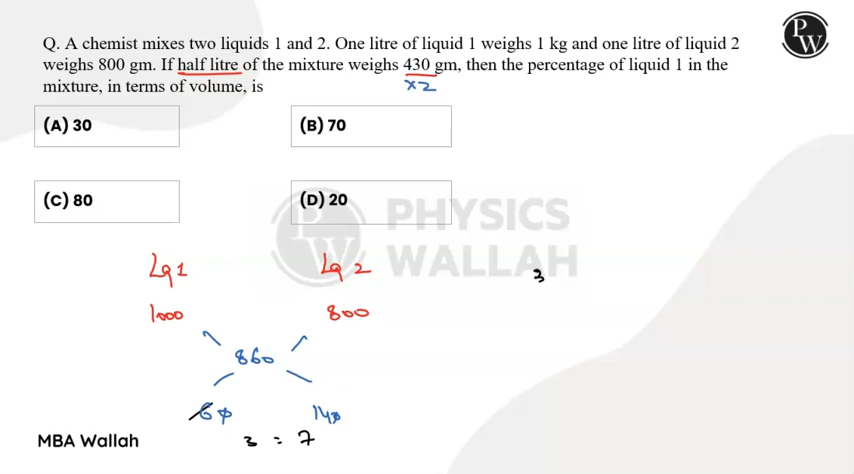 Q. A chemist mixes two liquids 1 and 2. One litre of liquid 1 weighs 1 kg and one litre of liquid 2
weighs 800 gm. If half litre of the mixture weighs 430 gm, then the percentage of liquid 1 in the
×2
mixture, in terms of volume, is
(A) 30
(B) 70
(C) 80
(D) 20
PHYSICS
WALLAH
Lq 1
Lq 2
3
1000
800
860
60
140
MBA Wallah
3 : 7
PW